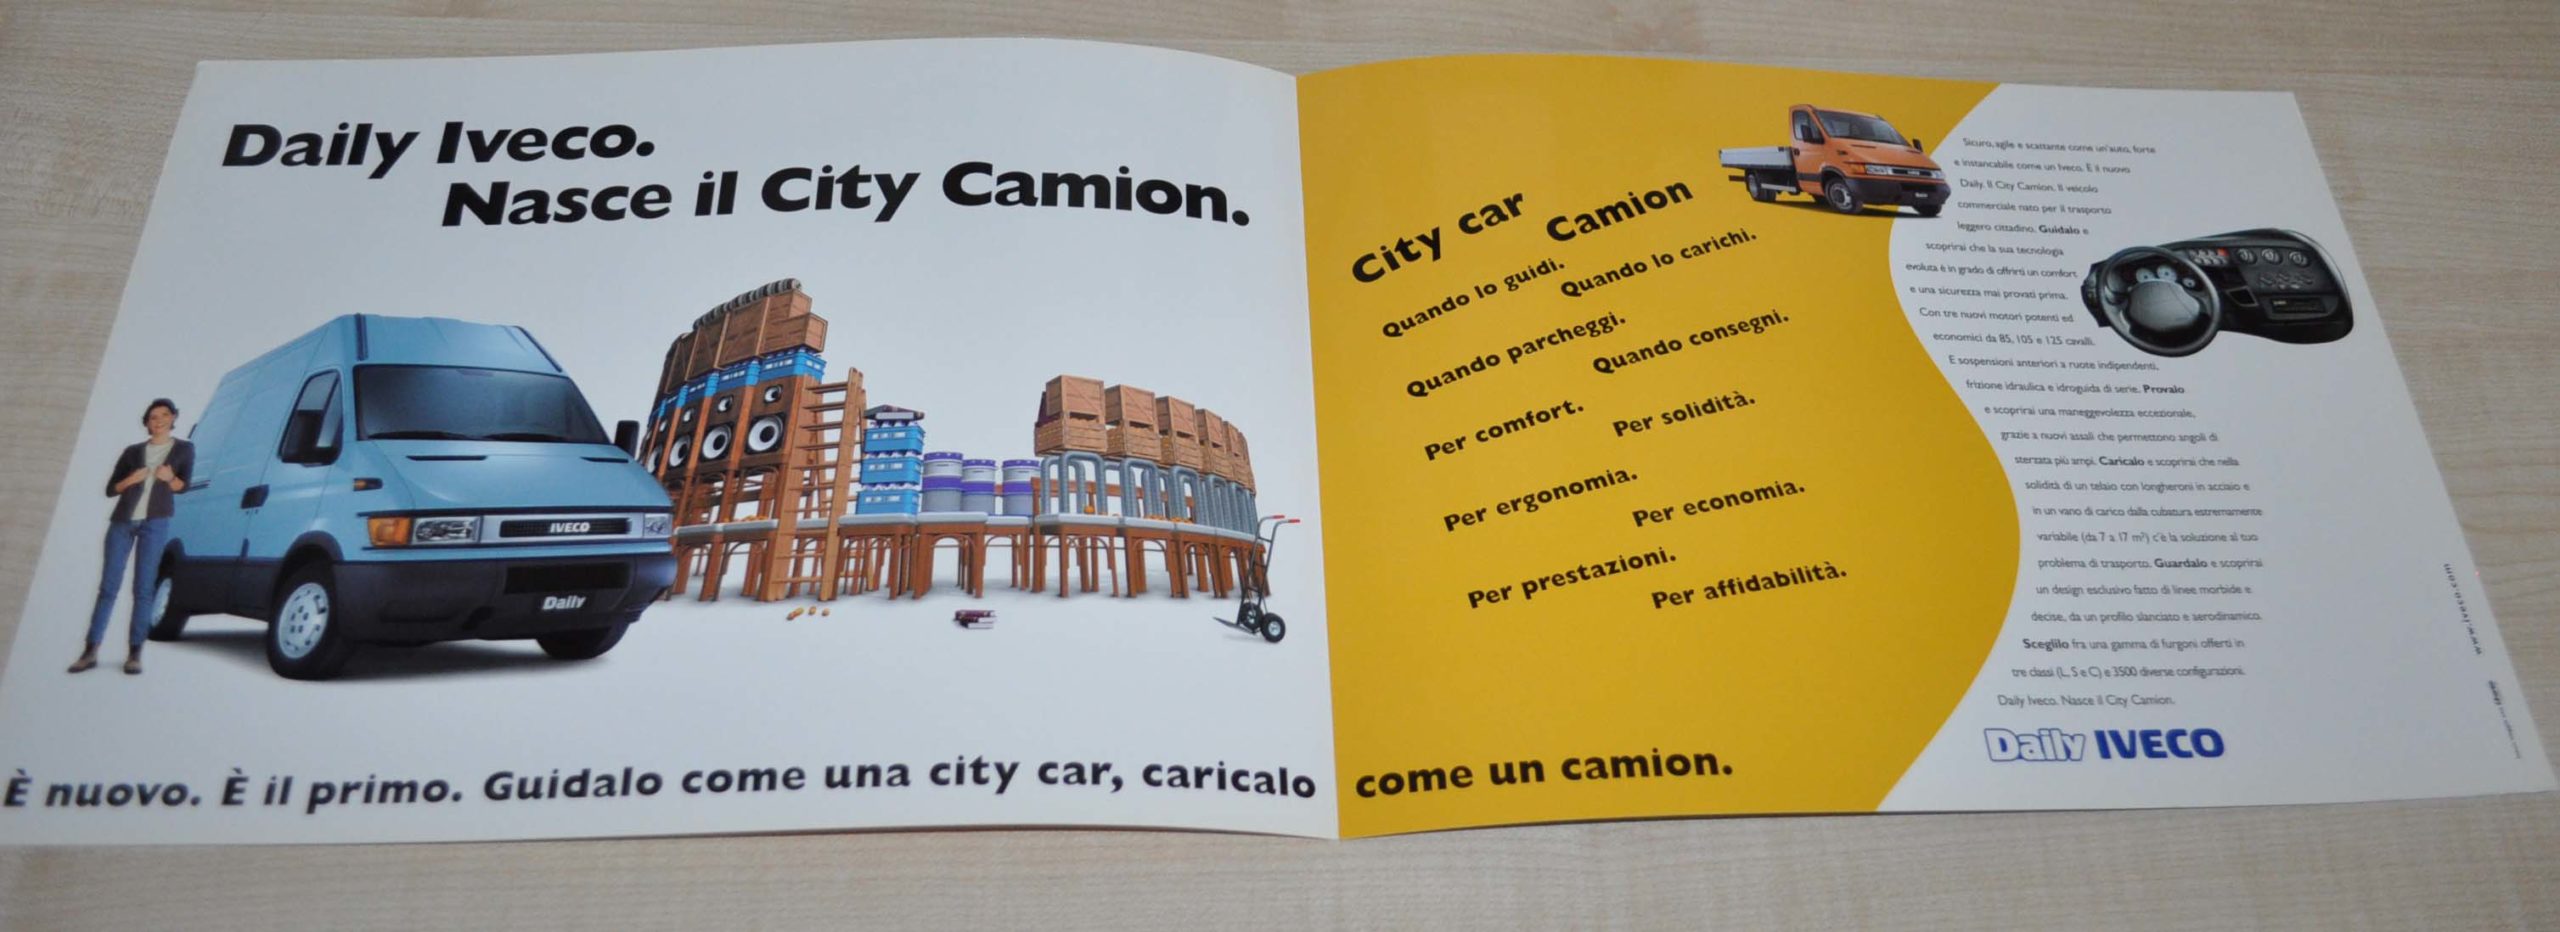 Daily Iveco.
Nasce il City Camion.
IVECO
Daily
È nuovo. È il primo. Guidalo come una city car, caricalo come un camion.
City car
Camion
Quando lo guidi.
Quando lo carichi.
Quando parcheggi.
Quando consegni.
Per comfort.
Per solidità.
Per ergonomia.
Per economia.
Per prestazioni.
Per affidabilità.
Sicuro, agile e scattante come un'auto, forte
e instancabile come un Iveco. È il nuovo
Daily. Il City Camion. Il veicolo
commerciale nato per il trasporto
leggero cittadino. Guidalo e
scoprirai che la sua tecnologia
evoluta è in grado di offrirti un comfort
e una sicurezza mai provati prima.
Con tre nuovi motori potenti ed
economici da 85, 105 e 125 cavalli.
E sospensioni anteriori a ruote indipendenti,
frizione idraulica e idroguida di serie. Provalo
e scoprirai una maneggevolezza eccezionale,
grazie a nuovi assali che permettono angoli di
sterzata più ampi. Caricalo e scoprirai che nella
solidità di un telaio con longheroni in acciaio e
in un vano di carico dalla cubatura estremamente
variabile (da 7 a 17 m³) c'è la soluzione al tuo
problema di trasporto. Guardalo e scoprirai
un design esclusivo fatto di linee morbide e
decise, da un profilo slanciato e aerodinamico.
Sceglilo fra una gamma di furgoni offerti in
tre classi (L, S e C) e 3500 diverse configurazioni.
Daily Iveco. Nasce il City Camion.
Daily IVECO
www.iveco.com